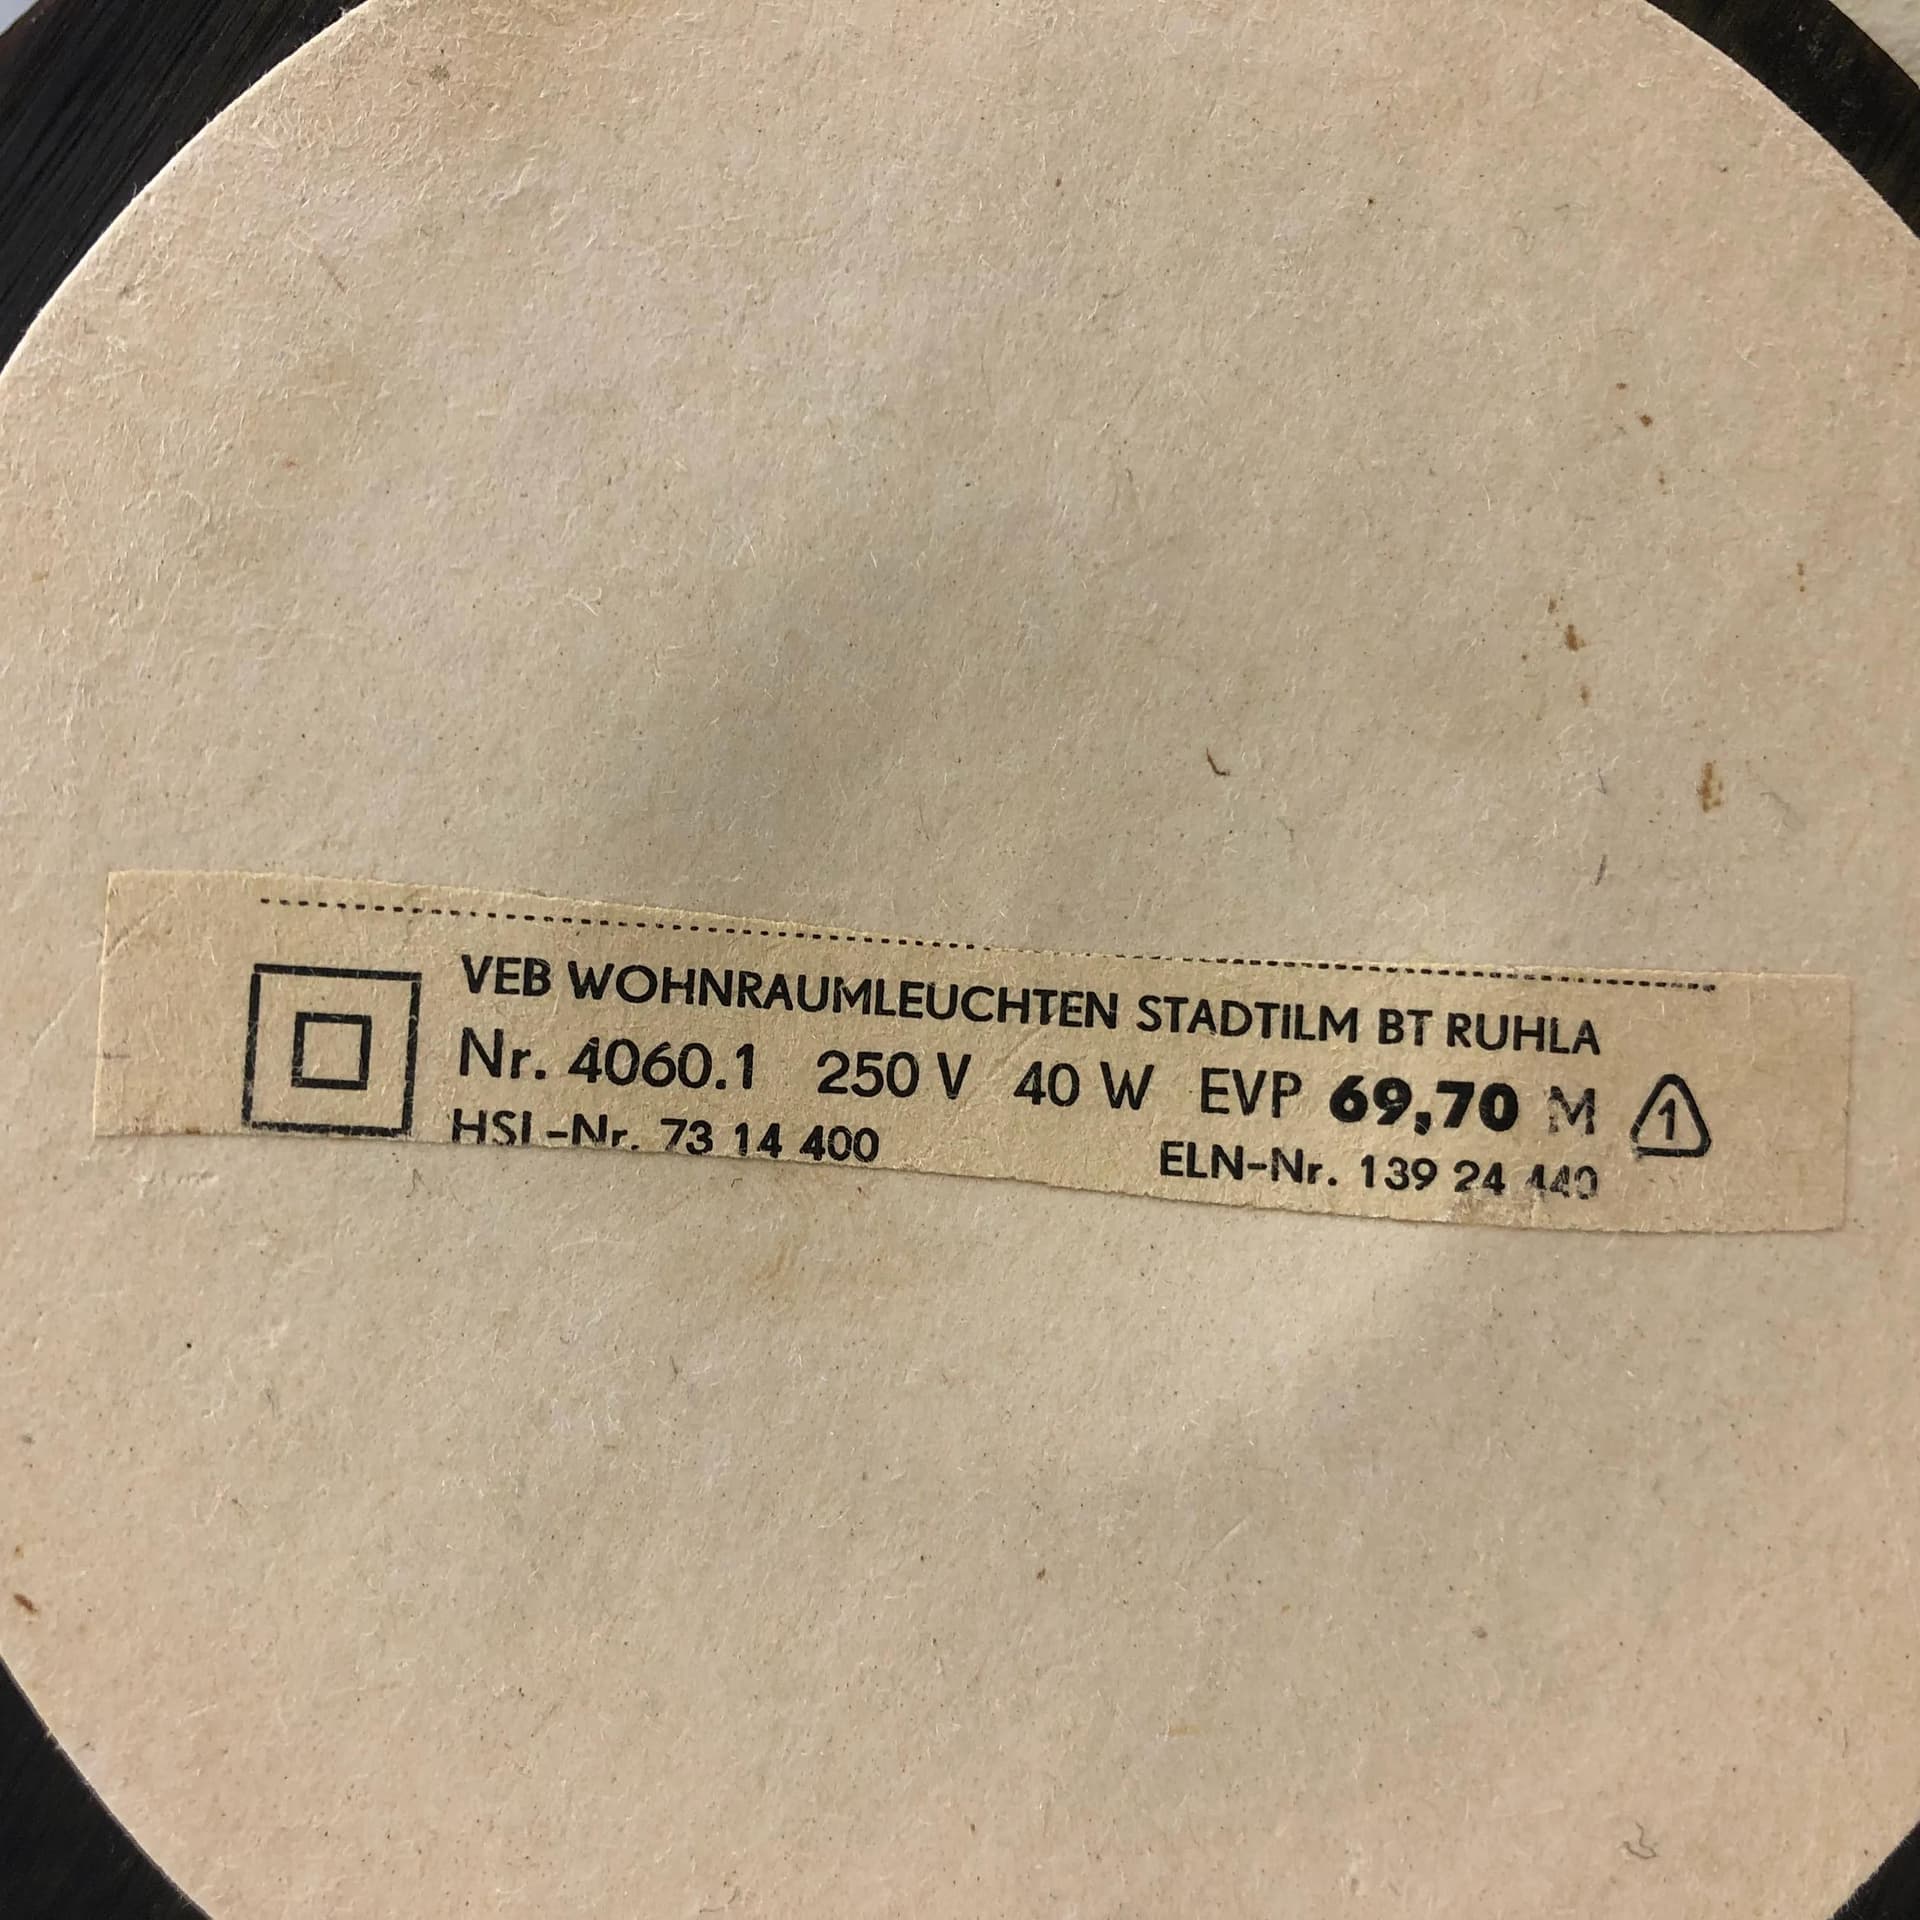 VEB WOHNRAUMLEUCHTEN STADTILM BT RUHLA
Nr. 4060.1 250 V 40 W EVP 69,70 M 1
HSL-Nr. 73 14 400 ELN-Nr. 139 24 440